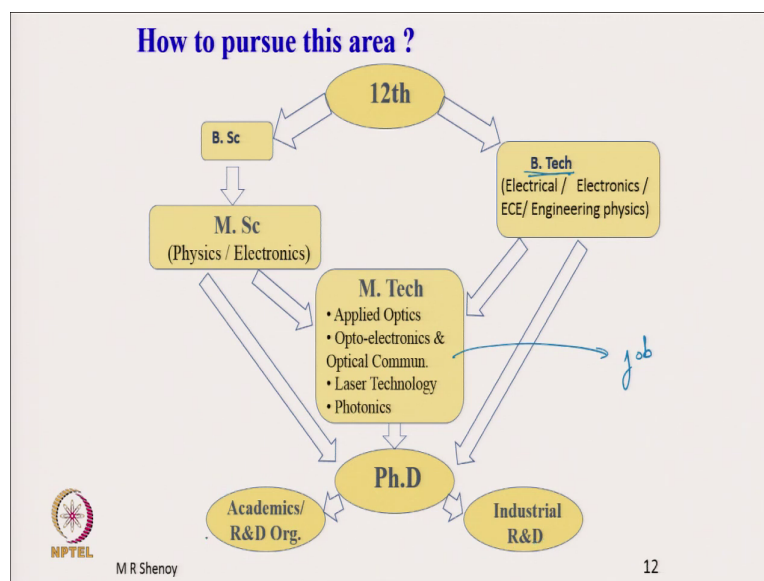 How to pursue this area ?
12th
B. Sc
B. Tech
(Electrical / Electronics /
ECE/ Engineering physics)
M. Sc
(Physics / Electronics)
M. Tech
• Applied Optics
• Opto-electronics &
Optical Commun.
• Laser Technology
• Photonics
job
Ph.D
Academics/
R&D Org.
Industrial
R&D
NPTEL
M R Shenoy
12